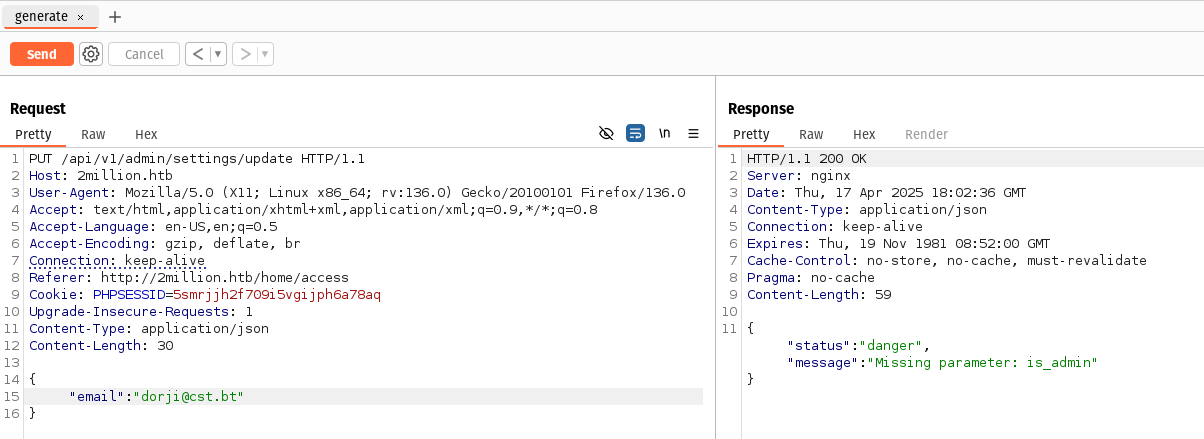 generate × +
Send Cancel < ▾ > ▾
Request
Pretty Raw Hex \n
1 PUT /api/v1/admin/settings/update HTTP/1.1
2 Host: 2million.htb
3 User-Agent: Mozilla/5.0 (X11; Linux x86_64; rv:136.0) Gecko/20100101 Firefox/136.0
4 Accept: text/html,application/xhtml+xml,application/xml;q=0.9,*/*;q=0.8
5 Accept-Language: en-US,en;q=0.5
6 Accept-Encoding: gzip, deflate, br
7 Connection: keep-alive
8 Referer: http://2million.htb/home/access
9 Cookie: PHPSESSID=5smrjjh2f709i5vgijph6a78aq
10 Upgrade-Insecure-Requests: 1
11 Content-Type: application/json
12 Content-Length: 30
13
14 {
15 "email":"dorji@cst.bt"
16 }
Response
Pretty Raw Hex Render
1 HTTP/1.1 200 OK
2 Server: nginx
3 Date: Thu, 17 Apr 2025 18:02:36 GMT
4 Content-Type: application/json
5 Connection: keep-alive
6 Expires: Thu, 19 Nov 1981 08:52:00 GMT
7 Cache-Control: no-store, no-cache, must-revalidate
8 Pragma: no-cache
9 Content-Length: 59
10
11 {
"status":"danger",
"message":"Missing parameter: is_admin"
}